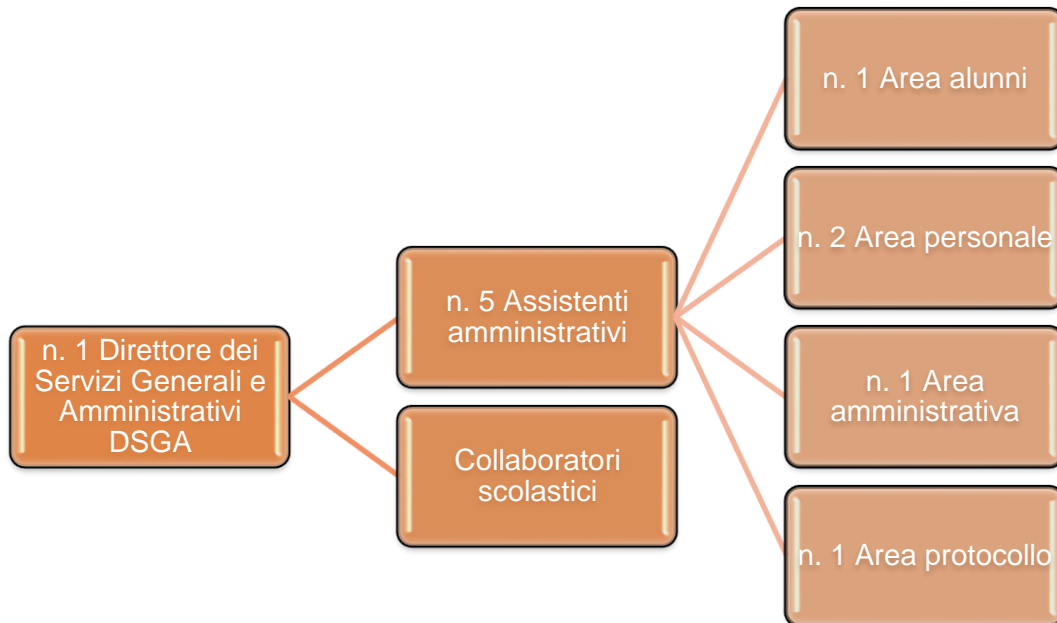 n. 1 Direttore dei
Servizi Generali e
Amministrativi
DSGA
n. 5 Assistenti
amministrativi
Collaboratori
scolastici
n. 1 Area alunni
n. 2 Area personale
n. 1 Area
amministrativa
n. 1 Area protocollo